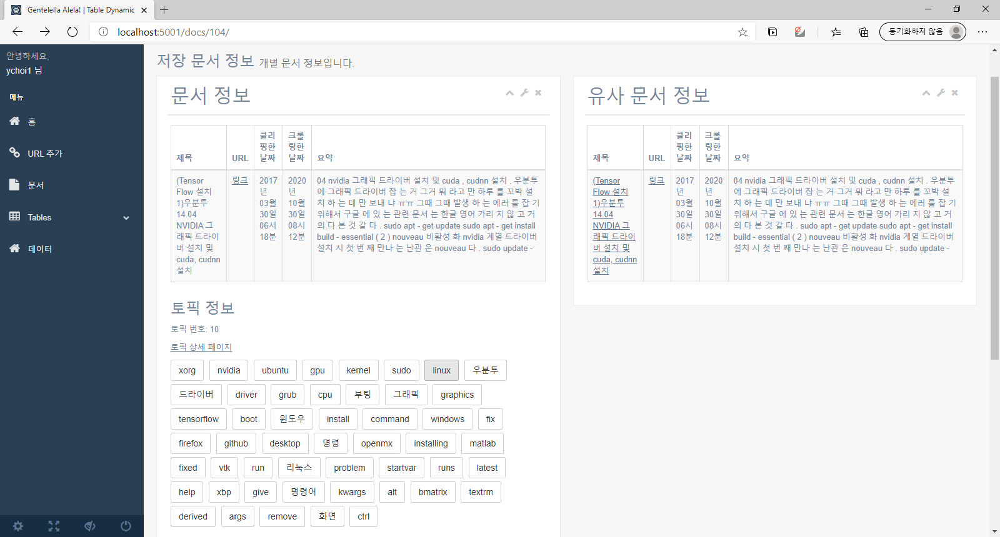 Gentelella Alela! | Table Dynamic
localhost:5001/docs/104/
동기화하지 않음
안녕하세요,
ychoi1 님
메뉴
홈
URL 추가
문서
Tables
데이터
저장 문서 정보 개별 문서 정보입니다.
문서 정보
제목 URL 클리핑한 날짜 크롤링한 날짜 요약
(Tensor
Flow 설치
1)우분투
14.04
NVIDIA 그
래픽 드라이
버 설치 및
cuda, cudnn
설치
링크
2017
년
03월
30일
06시
18분
2020
년
10월
30일
08시
12분
04 nvidia 그래픽 드라이버 설치 및 cuda , cudnn 설치 . 우분투
에 그래픽 드라이버 잡 는 거 그거 뭐 라고 만 하루 를 꼬박 설
치 하 는 데 만 보내 냐 ㅠㅠ 그때 그때 발생 하 는 에러 를 잡 기
위해서 구글 에 있 는 관련 문서 는 한글 영어 가리 지 않 고 거
의 다 본 것 같 다 . sudo apt - get update sudo apt - get install
build - essential ( 2 ) nouveau 비활성 화 nvidia 계열 드라이버
설치 시 첫 번 째 만나 는 난관 은 nouveau 다 . sudo update -
토픽 정보
토픽 번호: 10
토픽 상세 페이지
xorg nvidia ubuntu gpu kernel sudo linux 우분투
드라이버 driver grub cpu 부팅 그래픽 graphics
tensorflow boot 윈도우 install command windows fix
firefox github desktop 명령 openmx installing matlab
fixed vtk run 리눅스 problem startvar runs latest
help xbp give 명령어 kwargs alt bmatrix textrm
derived args remove 화면 ctrl
유사 문서 정보
제목 URL 클리핑한 날짜 크롤링한 날짜 요약
(Tensor
Flow 설치
1)우분투
14.04
NVIDIA 그
래픽 드라이
버 설치 및
cuda, cudnn
설치
링크
2017
년
03월
30일
06시
18분
2020
년
10월
30일
08시
12분
04 nvidia 그래픽 드라이버 설치 및 cuda , cudnn 설치 . 우분투
에 그래픽 드라이버 잡 는 거 그거 뭐 라고 만 하루 를 꼬박 설
치 하 는 데 만 보내 냐 ㅠㅠ 그때 그때 발생 하 는 에러 를 잡 기
위해서 구글 에 있 는 관련 문서 는 한글 영어 가리 지 않 고 거
의 다 본 것 같 다 . sudo apt - get update sudo apt - get install
build - essential ( 2 ) nouveau 비활성 화 nvidia 계열 드라이버
설치 시 첫 번 째 만나 는 난관 은 nouveau 다 . sudo update -